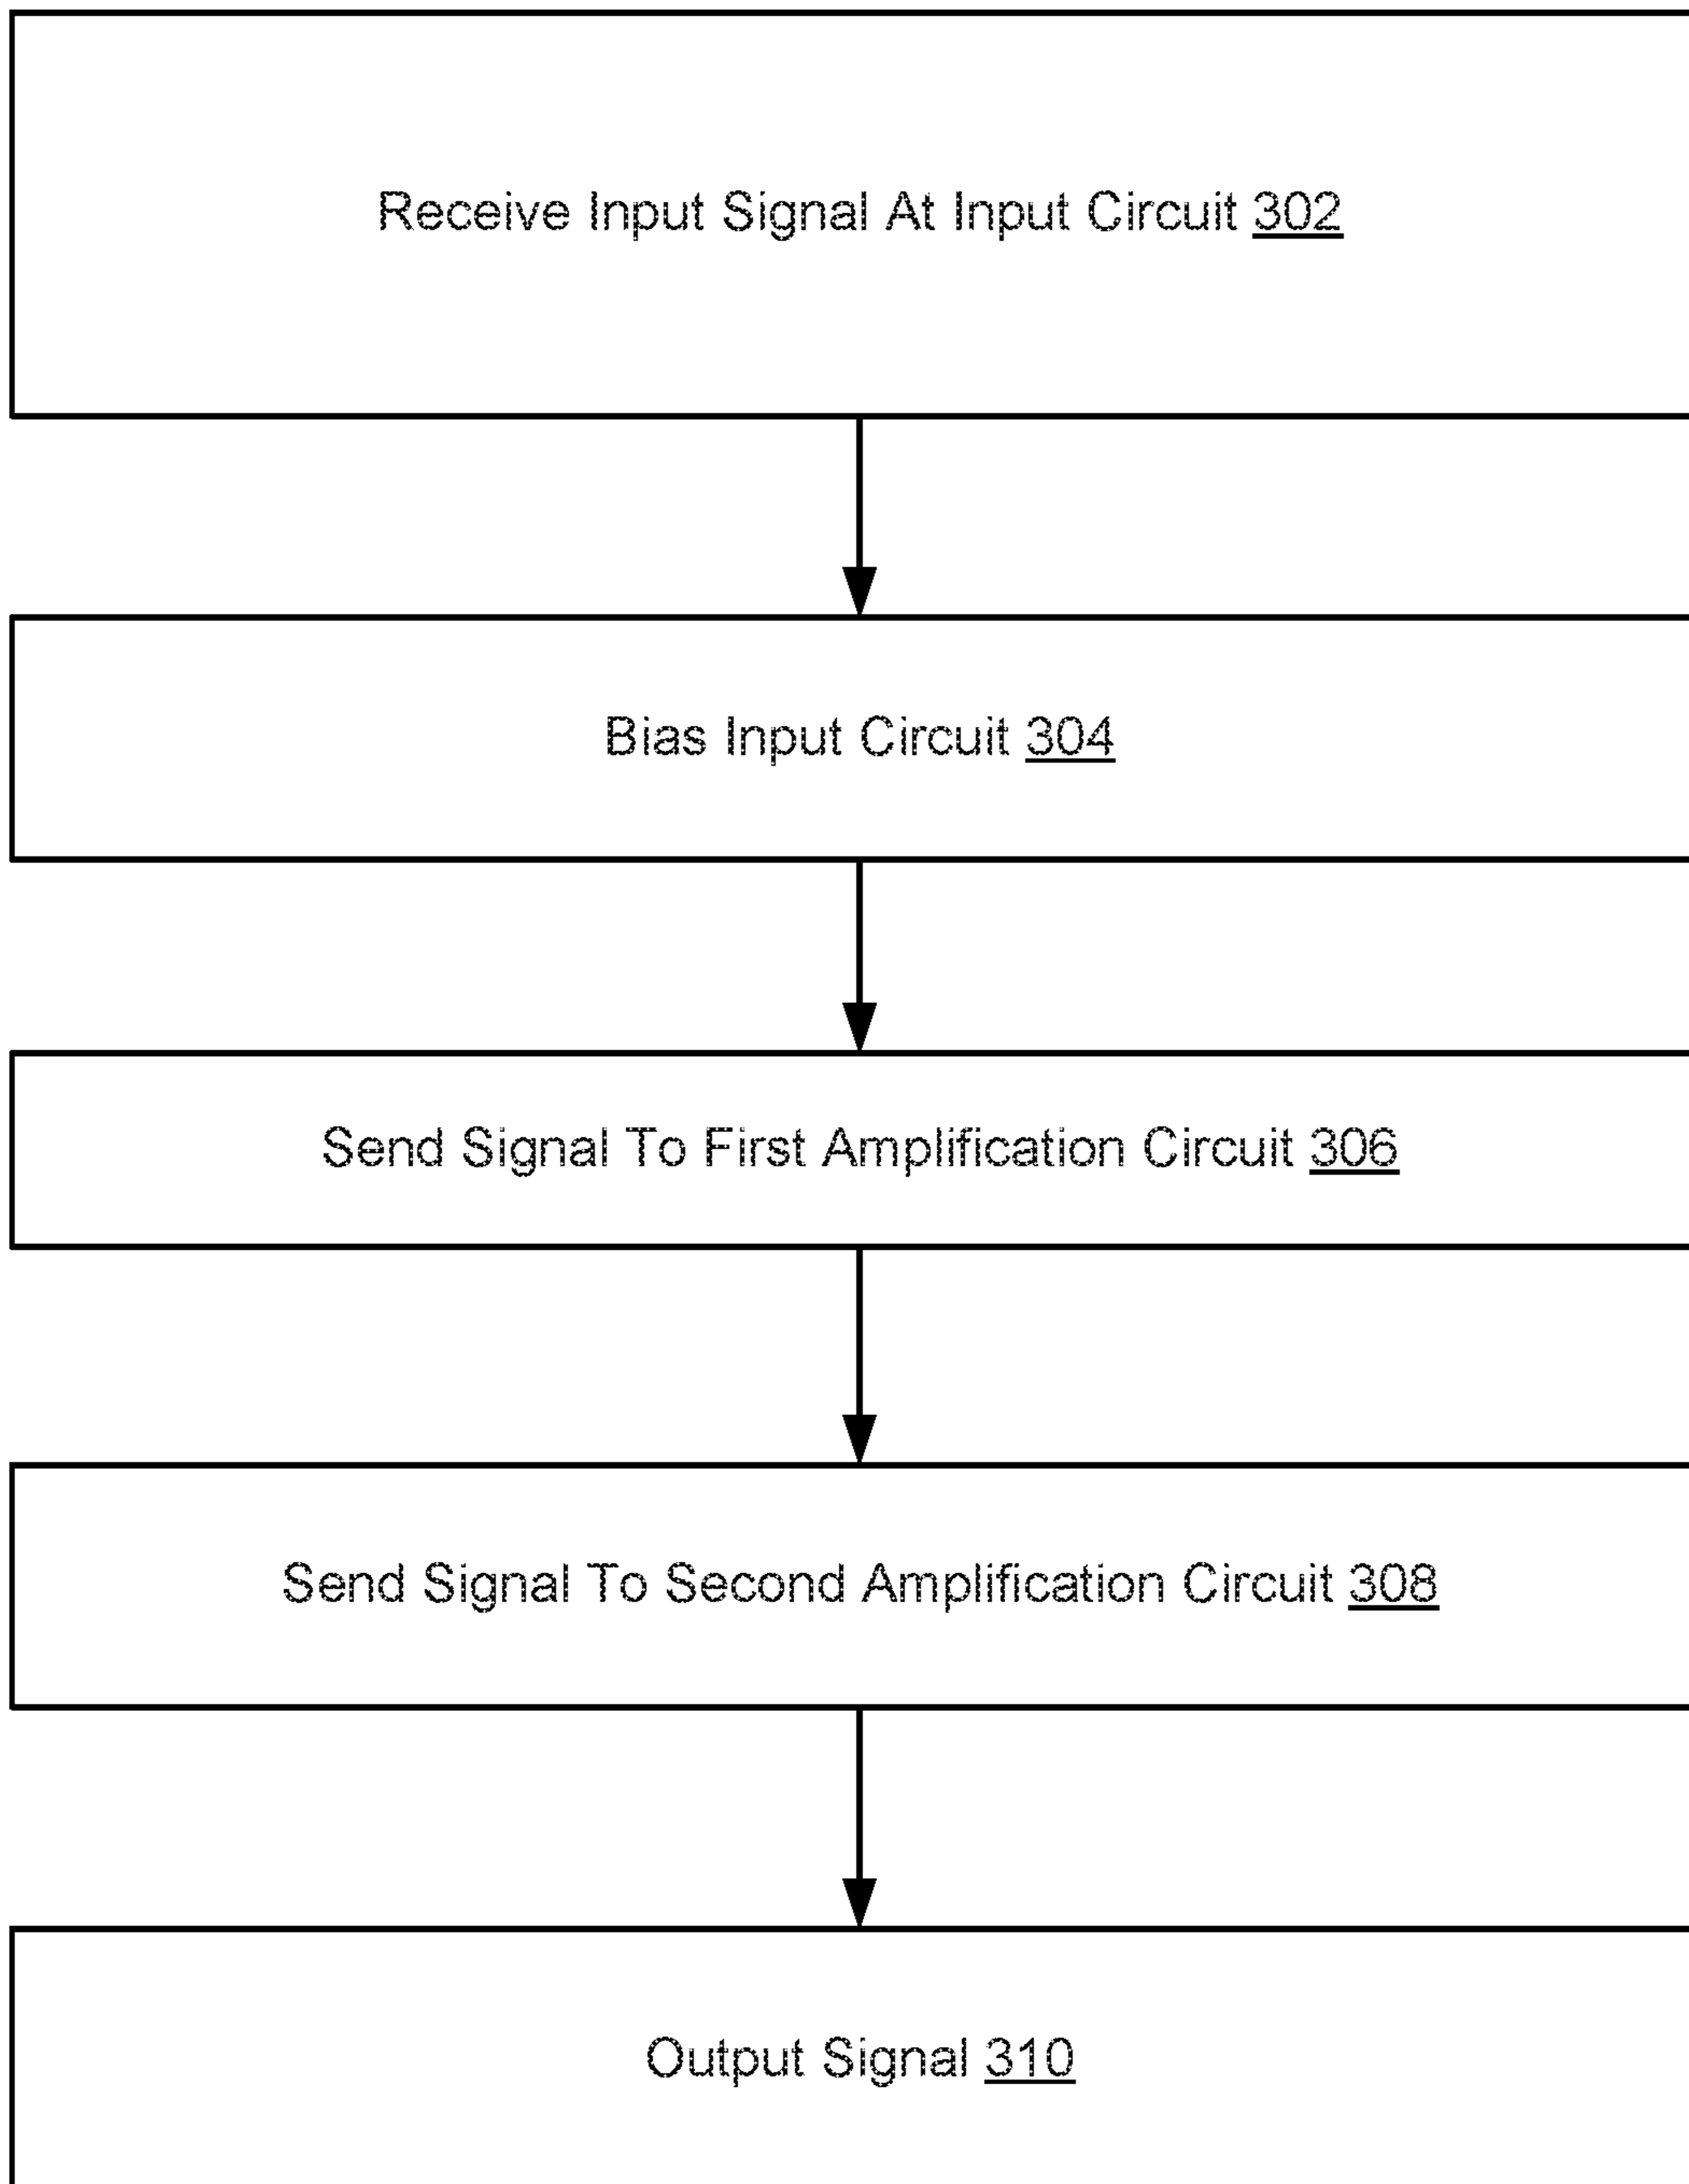 Receive Input Signal At Input Circuit 302
Bias Input Circuit 304
Send Signal To First Amplification Circuit 306
Send Signal To Second Amplification Circuit 308
Output Signal 310